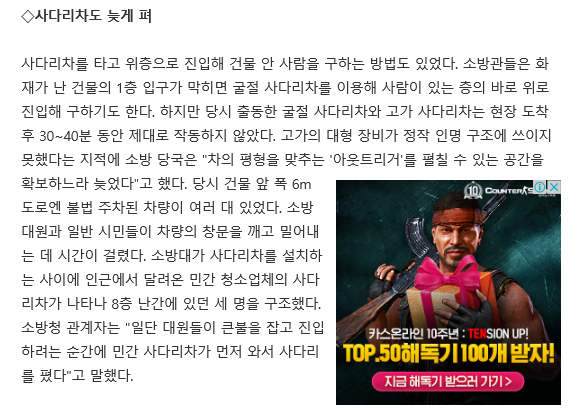 ◇사다리차도 늦게 펴
사다리차를 타고 위층으로 진입해 건물 안 사람을 구하는 방법도 있었다. 소방관들은 화
재가 난 건물의 1층 입구가 막히면 굴절 사다리차를 이용해 사람이 있는 층의 바로 위로
진입해 구하기도 한다. 하지만 당시 출동한 굴절 사다리차와 고가 사다리차는 현장 도착
후 30~40분 동안 제대로 작동하지 않았다. 고가의 대형 장비가 정작 인명 구조에 쓰이지
못했다는 지적에 소방 당국은 "차의 평형을 맞추는 '아웃트리거'를 펼칠 수 있는 공간을
확보하느라 늦었다"고 했다. 당시 건물 앞 폭 6m
도로엔 불법 주차된 차량이 여러 대 있었다. 소방
대원과 일반 시민들이 차량의 창문을 깨고 밀어내
는 데 시간이 걸렸다. 소방대가 사다리차를 설치하
는 사이에 인근에서 달려온 민간 청소업체의 사다
리차가 나타나 8층 난간에 있던 세 명을 구조했다.
소방청 관계자는 "일단 대원들이 큰불을 잡고 진입
하려는 순간에 민간 사다리차가 먼저 와서 사다리
를 폈다"고 말했다.
10
COUNTER-S
카스온라인 10주년 : TENSION UP!
TOP.50해독기 100개 받자!
지금 해독기 받으러 가기 >